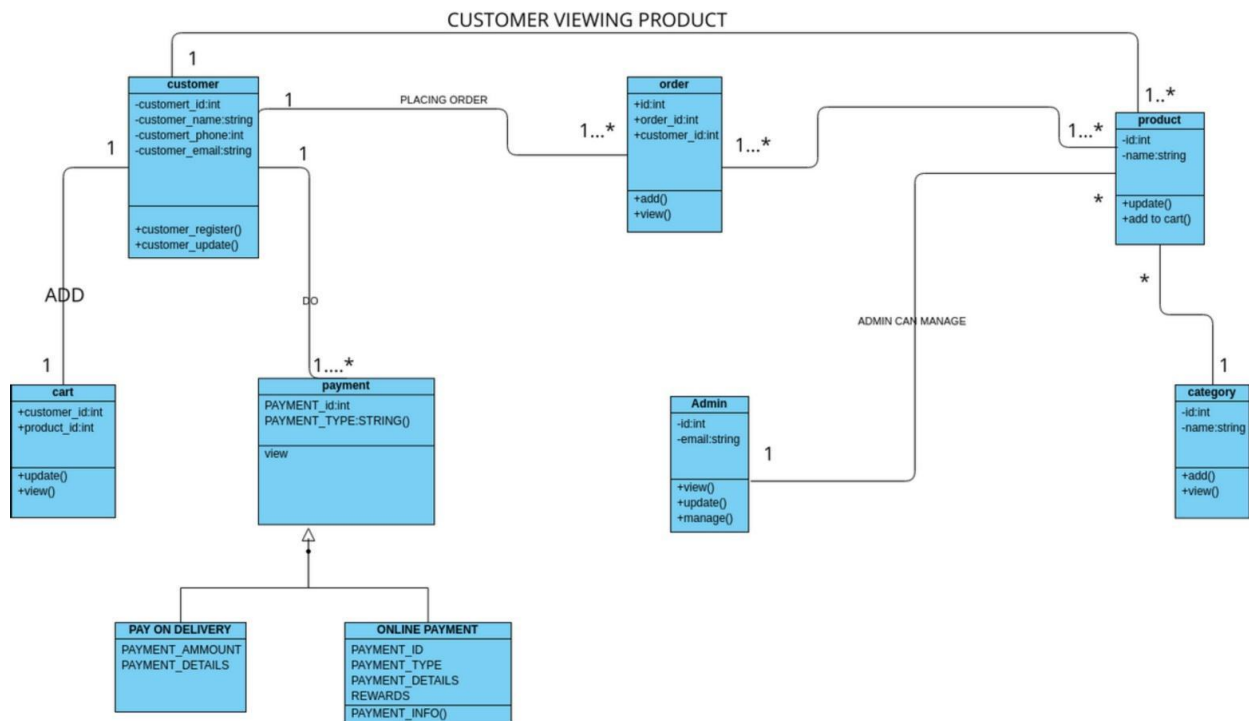 CUSTOMER VIEWING PRODUCT
1
1..*
customer
-customert_id:int
-customer_name:string
-customert_phone:int
-customer_email:string
+customer_register()
+customer_update()
1
PLACING ORDER
1...*
order
+id:int
+order_id:int
+customer_id:int
+add()
+view()
1...*
1...*
product
-id:int
-name:string
+update()
+add to cart()
1
ADD
1
1
DO
1....*
*
ADMIN CAN MANAGE
1
*
1
cart
+customer_id:int
+product_id:int
+update()
+view()
payment
PAYMENT_id:int
PAYMENT_TYPE:STRING()
view
Admin
-id:int
-email:string
+view()
+update()
+manage()
category
-id:int
-name:string
+add()
+view()
PAY ON DELIVERY
PAYMENT_AMMOUNT
PAYMENT_DETAILS
ONLINE PAYMENT
PAYMENT_ID
PAYMENT_TYPE
PAYMENT_DETAILS
REWARDS
PAYMENT_INFO()